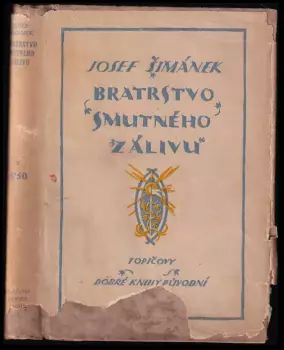 JOSEF ŠIMÁNEK
BRATRSTVO
"SMUTNÉHO
ZÁLIVU"
TOPIČOVY
DOBRÉ KNIHY PŮVODNÍ